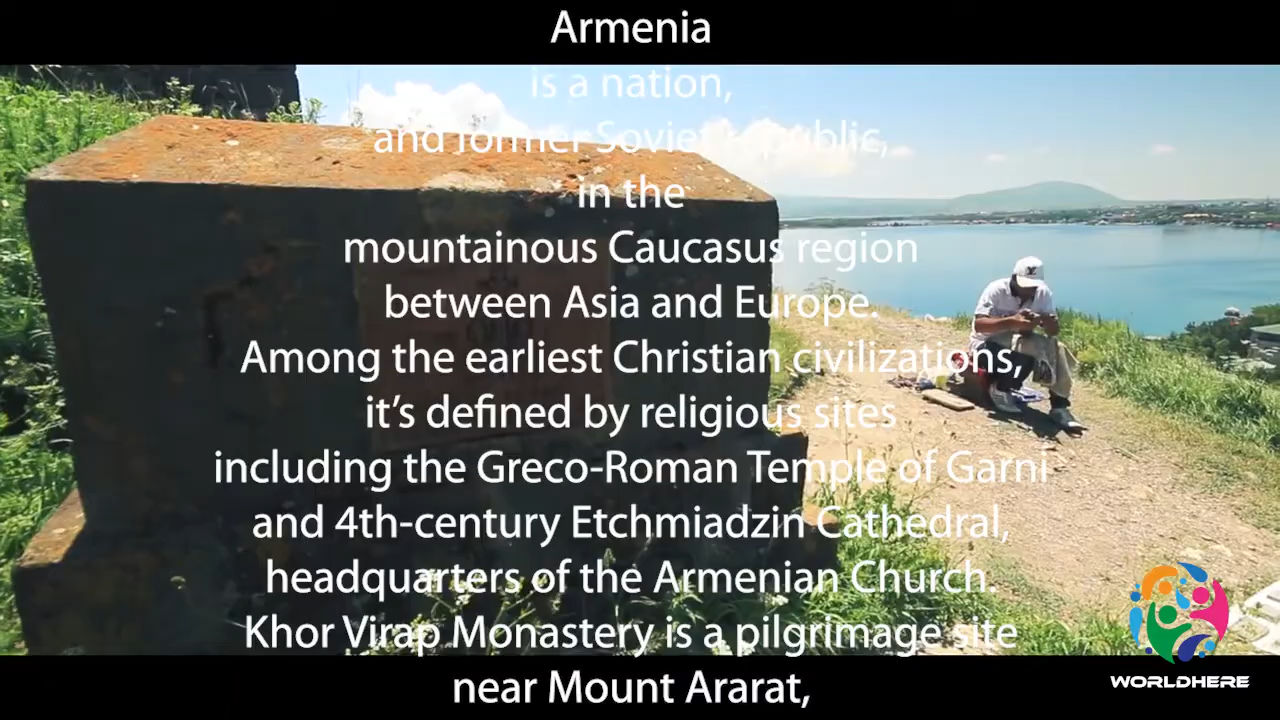 Armenia
is a nation,
and former Soviet republic,
in the
mountainous Caucasus region
between Asia and Europe.
Among the earliest Christian civilizations,
it’s defined by religious sites
including the Greco-Roman Temple of Garni
and 4th-century Etchmiadzin Cathedral,
headquarters of the Armenian Church.
Khor Virap Monastery is a pilgrimage site
near Mount Ararat,
WORLDHERE